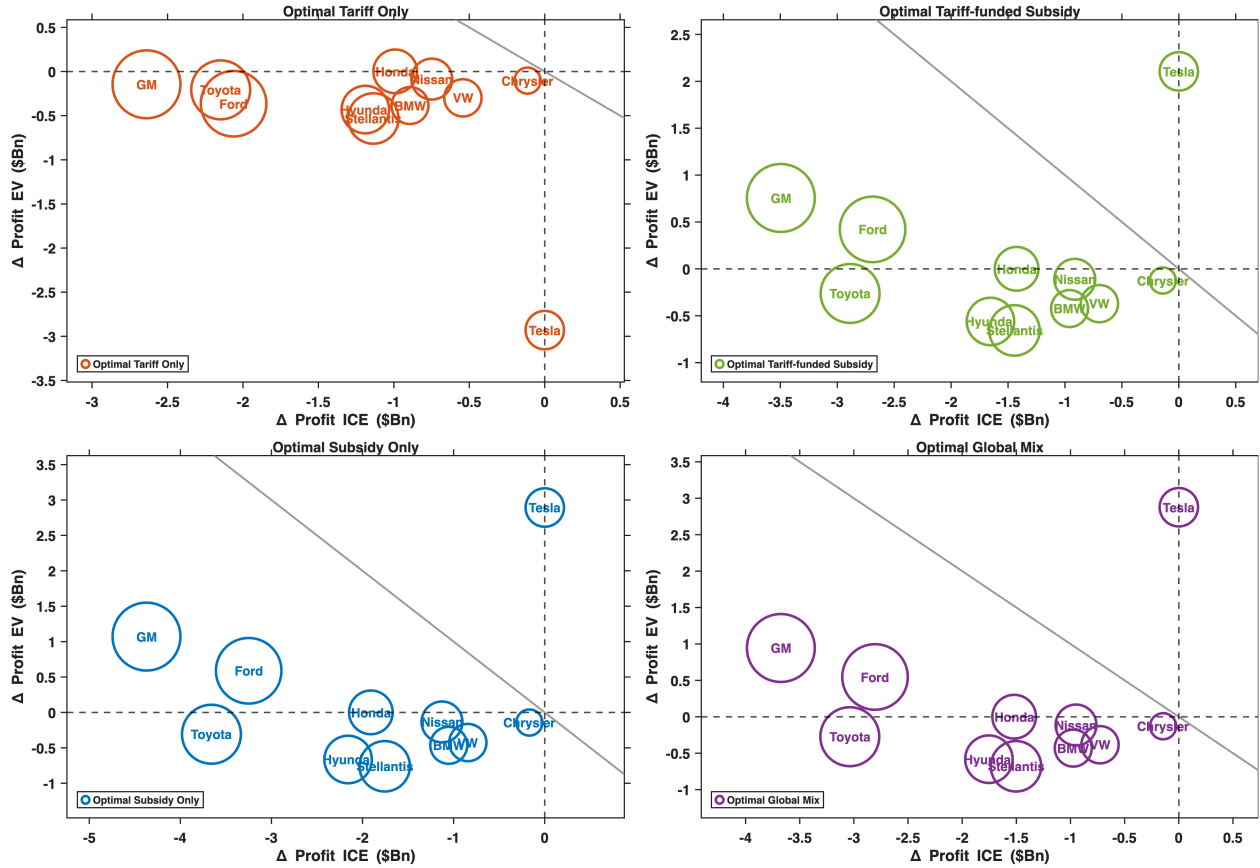 Optimal Tariff Only
0.5
0
-0.5
-1
-1.5
-2
-2.5
-3
-3.5
Δ Profit EV ($Bn)
GM
Toyota
Ford
Honda
Nissan
Hyundai
Stellantis
BMW
VW
Chrysler
Tesla
Optimal Tariff Only
-3 -2.5 -2 -1.5 -1 -0.5 0 0.5
Δ Profit ICE ($Bn)
Optimal Tariff-funded Subsidy
2.5
2
1.5
1
0.5
0
-0.5
-1
Δ Profit EV ($Bn)
Tesla
GM
Ford
Toyota
Honda
Nissan
Chrysler
Hyundai
Stellantis
BMW
VW
Optimal Tariff-funded Subsidy
-4 -3.5 -3 -2.5 -2 -1.5 -1 -0.5 0 0.5
Δ Profit ICE ($Bn)
Optimal Subsidy Only
3.5
3
2.5
2
1.5
1
0.5
0
-0.5
-1
Δ Profit EV ($Bn)
Tesla
GM
Ford
Toyota
Honda
Nissan
Chrysler
BMW
VW
Hyundai
Stellantis
Optimal Subsidy Only
-5 -4 -3 -2 -1 0
Δ Profit ICE ($Bn)
Optimal Global Mix
3.5
3
2.5
2
1.5
1
0.5
0
-0.5
-1
Δ Profit EV ($Bn)
Tesla
GM
Ford
Toyota
Honda
Nissan
Chrysler
BMW
VW
Hyundai
Stellantis
Optimal Global Mix
-4 -3.5 -3 -2.5 -2 -1.5 -1 -0.5 0 0.5
Δ Profit ICE ($Bn)